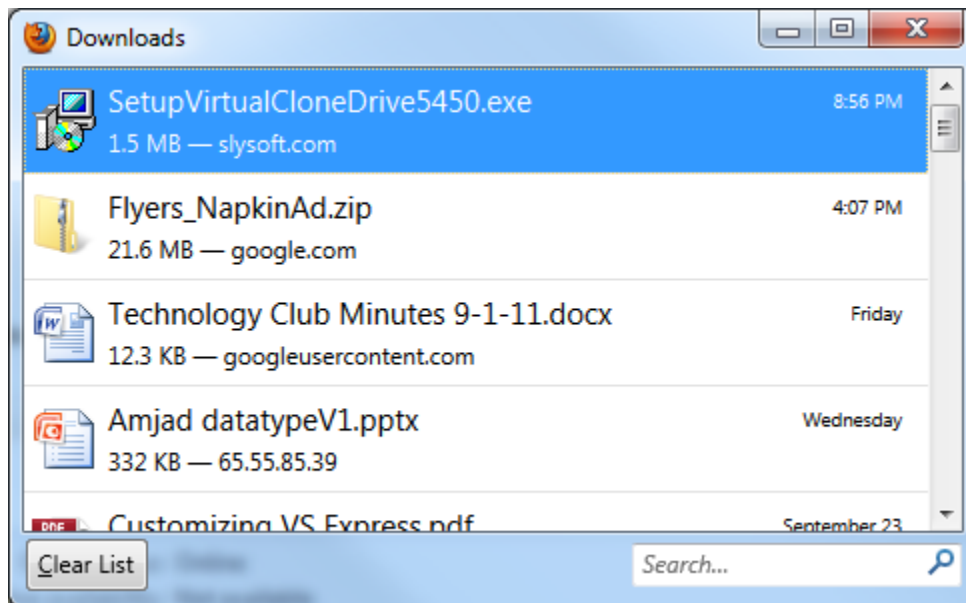 Downloads
SetupVirtualCloneDrive5450.exe 8:56 PM
1.5 MB — slysoft.com
Flyers_NapkinAd.zip 4:07 PM
21.6 MB — google.com
Technology Club Minutes 9-1-11.docx Friday
12.3 KB — googleusercontent.com
Amjad datatypeV1.pptx Wednesday
332 KB — 65.55.85.39
Customizing VS Express.pdf September 23
PDF
Clear List Search...